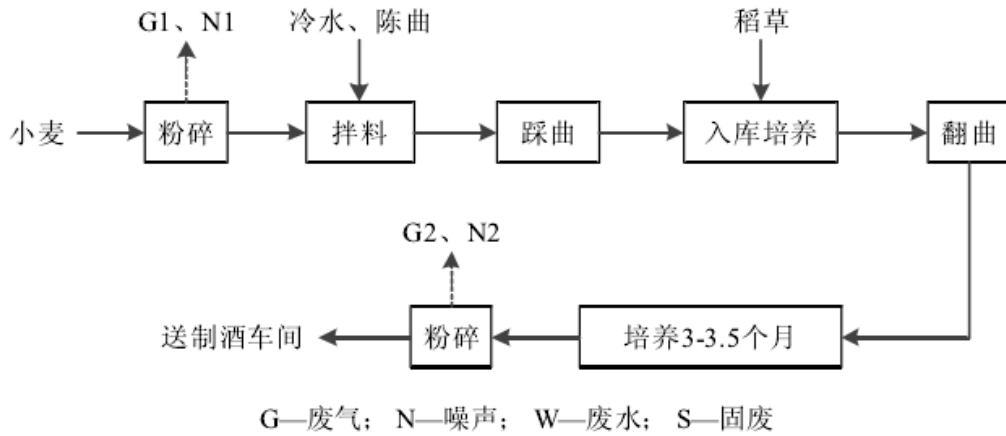 G1、N1
冷水、陈曲
稻草
小麦
粉碎
拌料
踩曲
入库培养
翻曲
G2、N2
送制酒车间
粉碎
培养3-3.5个月
G—废气； N—噪声； W—废水； S—固废